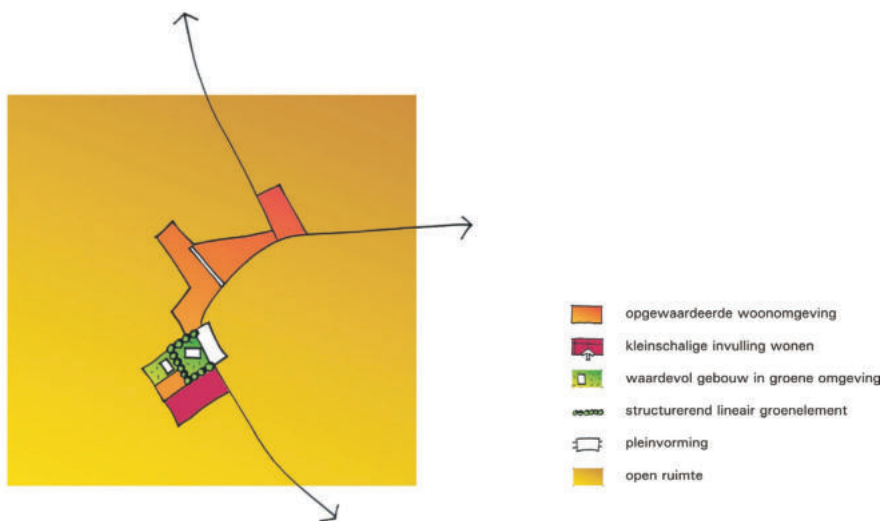 opgewaardeerde woonomgeving
kleinschalige invulling wonen
waardevol gebouw in groene omgeving
structurerend lineair groenelement
pleinvorming
open ruimte